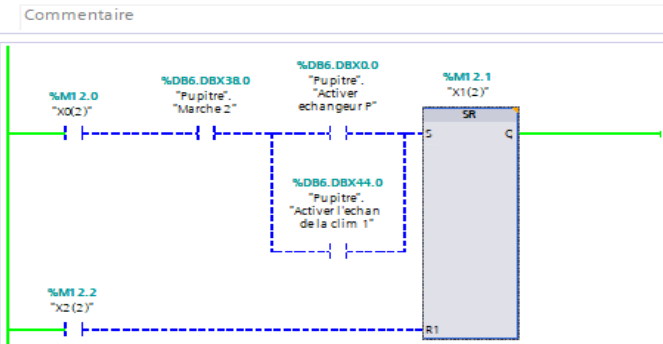 Commentaire
%M12.0
"X0(2)"
%DB6.DBX38.0
"Pupitre".
"Marche 2"
%DB6.DBX0.0
"Pupitre".
"Activer
echangeur P"
%M12.1
"X1(2)"
SR
S
Q
%DB6.DBX44.0
"Pupitre".
"Activer l'echan
de la clim 1"
%M12.2
"X2(2)"
R1